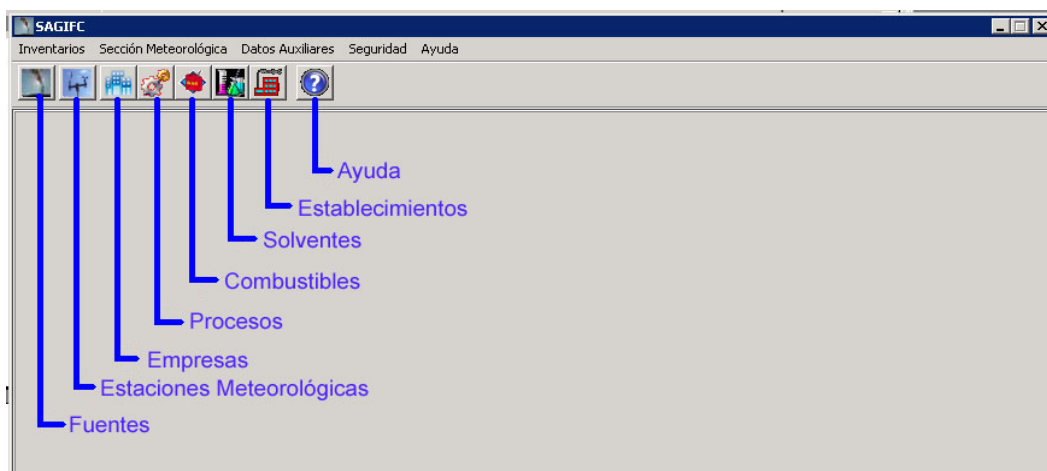 SAGIFC
Inventarios Sección Meteorológica Datos Auxiliares Seguridad Ayuda
Ayuda
Establecimientos
Solventes
Combustibles
Procesos
Empresas
Estaciones Meteorológicas
Fuentes